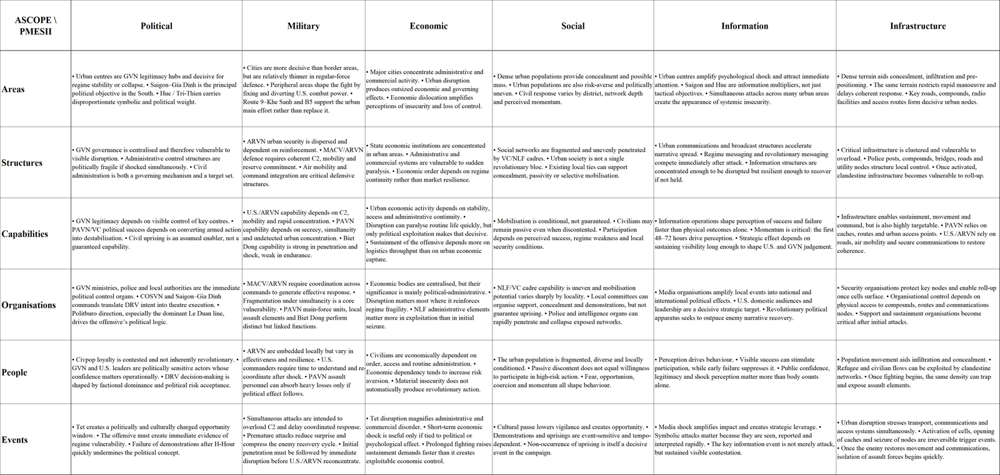 ASCOPE \
PMESII
Political
Military
Economic
Social
Information
Infrastructure
Areas
• Urban centres are GVN legitimacy hubs and decisive for
regime stability or collapse. • Saigon–Gia Dinh is the principal
political objective in the South. • Hue / Tri-Thien carries
disproportionate symbolic and political weight.
• Cities are more decisive than border areas,
but are relatively thinner in regular-force
defence. • Peripheral areas shape the fight by
fixing and diverting U.S. combat power. •
Route 9–Khe Sanh and B5 support the urban
main effort rather than replace it.
• Major cities concentrate administrative and
commercial activity. • Urban disruption
produces outsized economic and governing
effects. • Economic dislocation amplifies
perceptions of insecurity and loss of control.
• Dense urban populations provide concealment and possible
mass. • Urban populations are also risk-averse and politically
uneven. • Civil response varies by district, network depth
and perceived momentum.
• Urban centres amplify psychological shock and attract immediate
attention. • Saigon and Hue are information multipliers, not just
tactical objectives. • Simultaneous attacks across many urban areas
create the appearance of systemic insecurity.
• Dense terrain aids concealment, infiltration and pre-
positioning. • The same terrain restricts rapid manoeuvre and
delays coherent response. • Key roads, compounds, radio
facilities and access routes form decisive urban nodes.
Structures
• GVN governance is centralised and therefore vulnerable to
visible disruption. • Administrative control structures are
politically fragile if shocked simultaneously. • Civil
administration is both a governing mechanism and a target set.
• ARVN urban security is dispersed and
dependent on reinforcement. • MACV/ARVN
defence requires coherent C2, mobility and
reserve commitment. • Air mobility and
command integration are critical defensive
structures.
• State economic institutions are concentrated
in urban areas. • Administrative and
commercial systems are vulnerable to sudden
paralysis. • Economic order depends on regime
continuity rather than market resilience.
• Social networks are fragmented and unevenly penetrated
by VC/NLF cadres. • Urban society is not a single
revolutionary bloc. • Existing local ties can support
concealment, passivity or selective mobilisation.
• Urban communications and broadcast structures accelerate
narrative spread. • Regime messaging and revolutionary messaging
compete immediately after attack. • Information structures are
concentrated enough to be disrupted but resilient enough to recover
if not held.
• Critical infrastructure is clustered and vulnerable to
overload. • Police posts, compounds, bridges, roads and
utility nodes structure local control. • Once activated,
clandestine infrastructure becomes vulnerable to roll-up.
Capabilities
• GVN legitimacy depends on visible control of key centres. •
PAVN/VC political success depends on converting armed action
into destabilisation. • Civil uprising is an assumed enabler, not a
guaranteed capability.
• U.S./ARVN capability depends on C2,
mobility and rapid concentration. • PAVN
capability depends on secrecy, simultaneity
and undetected urban concentration. • Biet
Dong capability is strong in penetration and
shock, weak in endurance.
• Urban economic activity depends on stability,
access and administrative continuity. •
Disruption can paralyse routine life quickly, but
only political exploitation makes that decisive.
• Sustainment of the offensive depends more on
logistics throughput than on urban economic
capture.
• Mobilisation is conditional, not guaranteed. • Civilians may
remain passive even when discontented. • Participation
depends on perceived success, regime weakness and local
security conditions.
• Information operations shape perception of success and failure
faster than physical outcomes alone. • Momentum is critical: the first
48–72 hours drive perception. • Strategic effect depends on
sustaining visibility long enough to shape U.S. and GVN judgement.
• Infrastructure enables sustainment, movement and
command, but is also highly targetable. • PAVN relies on
caches, routes and urban access points. • U.S./ARVN rely on
roads, air mobility and secure communications to restore
coherence.
Organisations
• GVN ministries, police and local authorities are the immediate
political control organs. • COSVN and Saigon–Gia Dinh
commands translate DRV intent into theatre execution. •
Politburo direction, especially the dominant Le Duan line,
drives the offensive’s political logic.
• MACV/ARVN require coordination across
commands to generate effective response. •
Fragmentation under simultaneity is a core
vulnerability. • PAVN main-force units, local
assault elements and Biet Dong perform
distinct but linked functions.
• Economic bodies are centralised, but their
significance is mainly political-administrative. •
Disruption matters most where it reinforces
regime fragility. • NLF administrative elements
matter more in exploitation than in initial
seizure.
• NLF/VC cadre capability is uneven and mobilisation
potential varies sharply by locality. • Local committees can
organise support, concealment and demonstrations, but not
guarantee uprising. • Police and intelligence organs can
rapidly penetrate and collapse exposed networks.
• Media organisations amplify local events into national and
international political effects. • U.S. domestic audiences and
leadership are a decisive strategic target. • Revolutionary political
apparatus seeks to outpace enemy narrative recovery.
• Security organisations protect key nodes and enable roll-up
once cells surface. • Organisational control depends on
physical access to compounds, routes and communications
nodes. • Support and sustainment organisations become
critical after initial attacks.
People
• Civpop loyalty is contested and not inherently revolutionary. •
GVN and U.S. leaders are politically sensitive actors whose
confidence matters operationally. • DRV decision-making is
shaped by factional dominance and political risk acceptance.
• ARVN are embedded locally but vary in
effectiveness and resilience. • U.S.
commanders require time to understand and re-
coordinate after shock. • PAVN assault
personnel can absorb heavy losses only if
political effect follows.
• Civilians are economically dependent on
order, access and routine administration. •
Economic dependency tends to increase risk
aversion. • Material insecurity does not
automatically produce revolutionary action.
• The urban population is fragmented, diverse and locally
conditioned. • Passive discontent does not equal willingness
to participate in high-risk action. • Fear, opportunism,
coercion and momentum all shape behaviour.
• Perception drives behaviour. • Visible success can stimulate
participation, while early failure suppresses it. • Public confidence,
legitimacy and shock perception matter more than body counts
alone.
• Population movement aids infiltration and concealment. •
Refugee and civilian flows can be exploited by clandestine
networks. • Once fighting begins, the same density can trap
and expose assault elements.
Events
• Tet creates a politically and culturally charged opportunity
window. • The offensive must create immediate evidence of
regime vulnerability. • Failure of demonstrations after H-Hour
quickly undermines the political concept.
• Simultaneous attacks are intended to
overload C2 and delay coordinated response.
• Premature attacks reduce surprise and
compress the enemy recovery cycle. • Initial
penetration must be followed by immediate
disruption before U.S./ARVN reconcentrate.
• Tet disruption magnifies administrative and
commercial disorder. • Short-term economic
shock is useful only if tied to political or
psychological effect. • Prolonged fighting raises
sustainment demands faster than it creates
exploitable economic control.
• Cultural pause lowers vigilance and creates opportunity. •
Demonstrations and uprisings are event-sensitive and tempo-
dependent. • Non-occurrence of uprising is itself a decisive
event in the campaign.
• Media shock amplifies impact and creates strategic leverage. •
Symbolic attacks matter because they are seen, reported and
interpreted rapidly. • The key information event is not merely attack,
but sustained visible contestation.
• Urban disruption stresses transport, communications and
access systems simultaneously. • Activation of cells, opening
of caches and seizure of nodes are irreversible trigger events.
• Once the enemy restores movement and communications,
isolation of assault forces begins quickly.